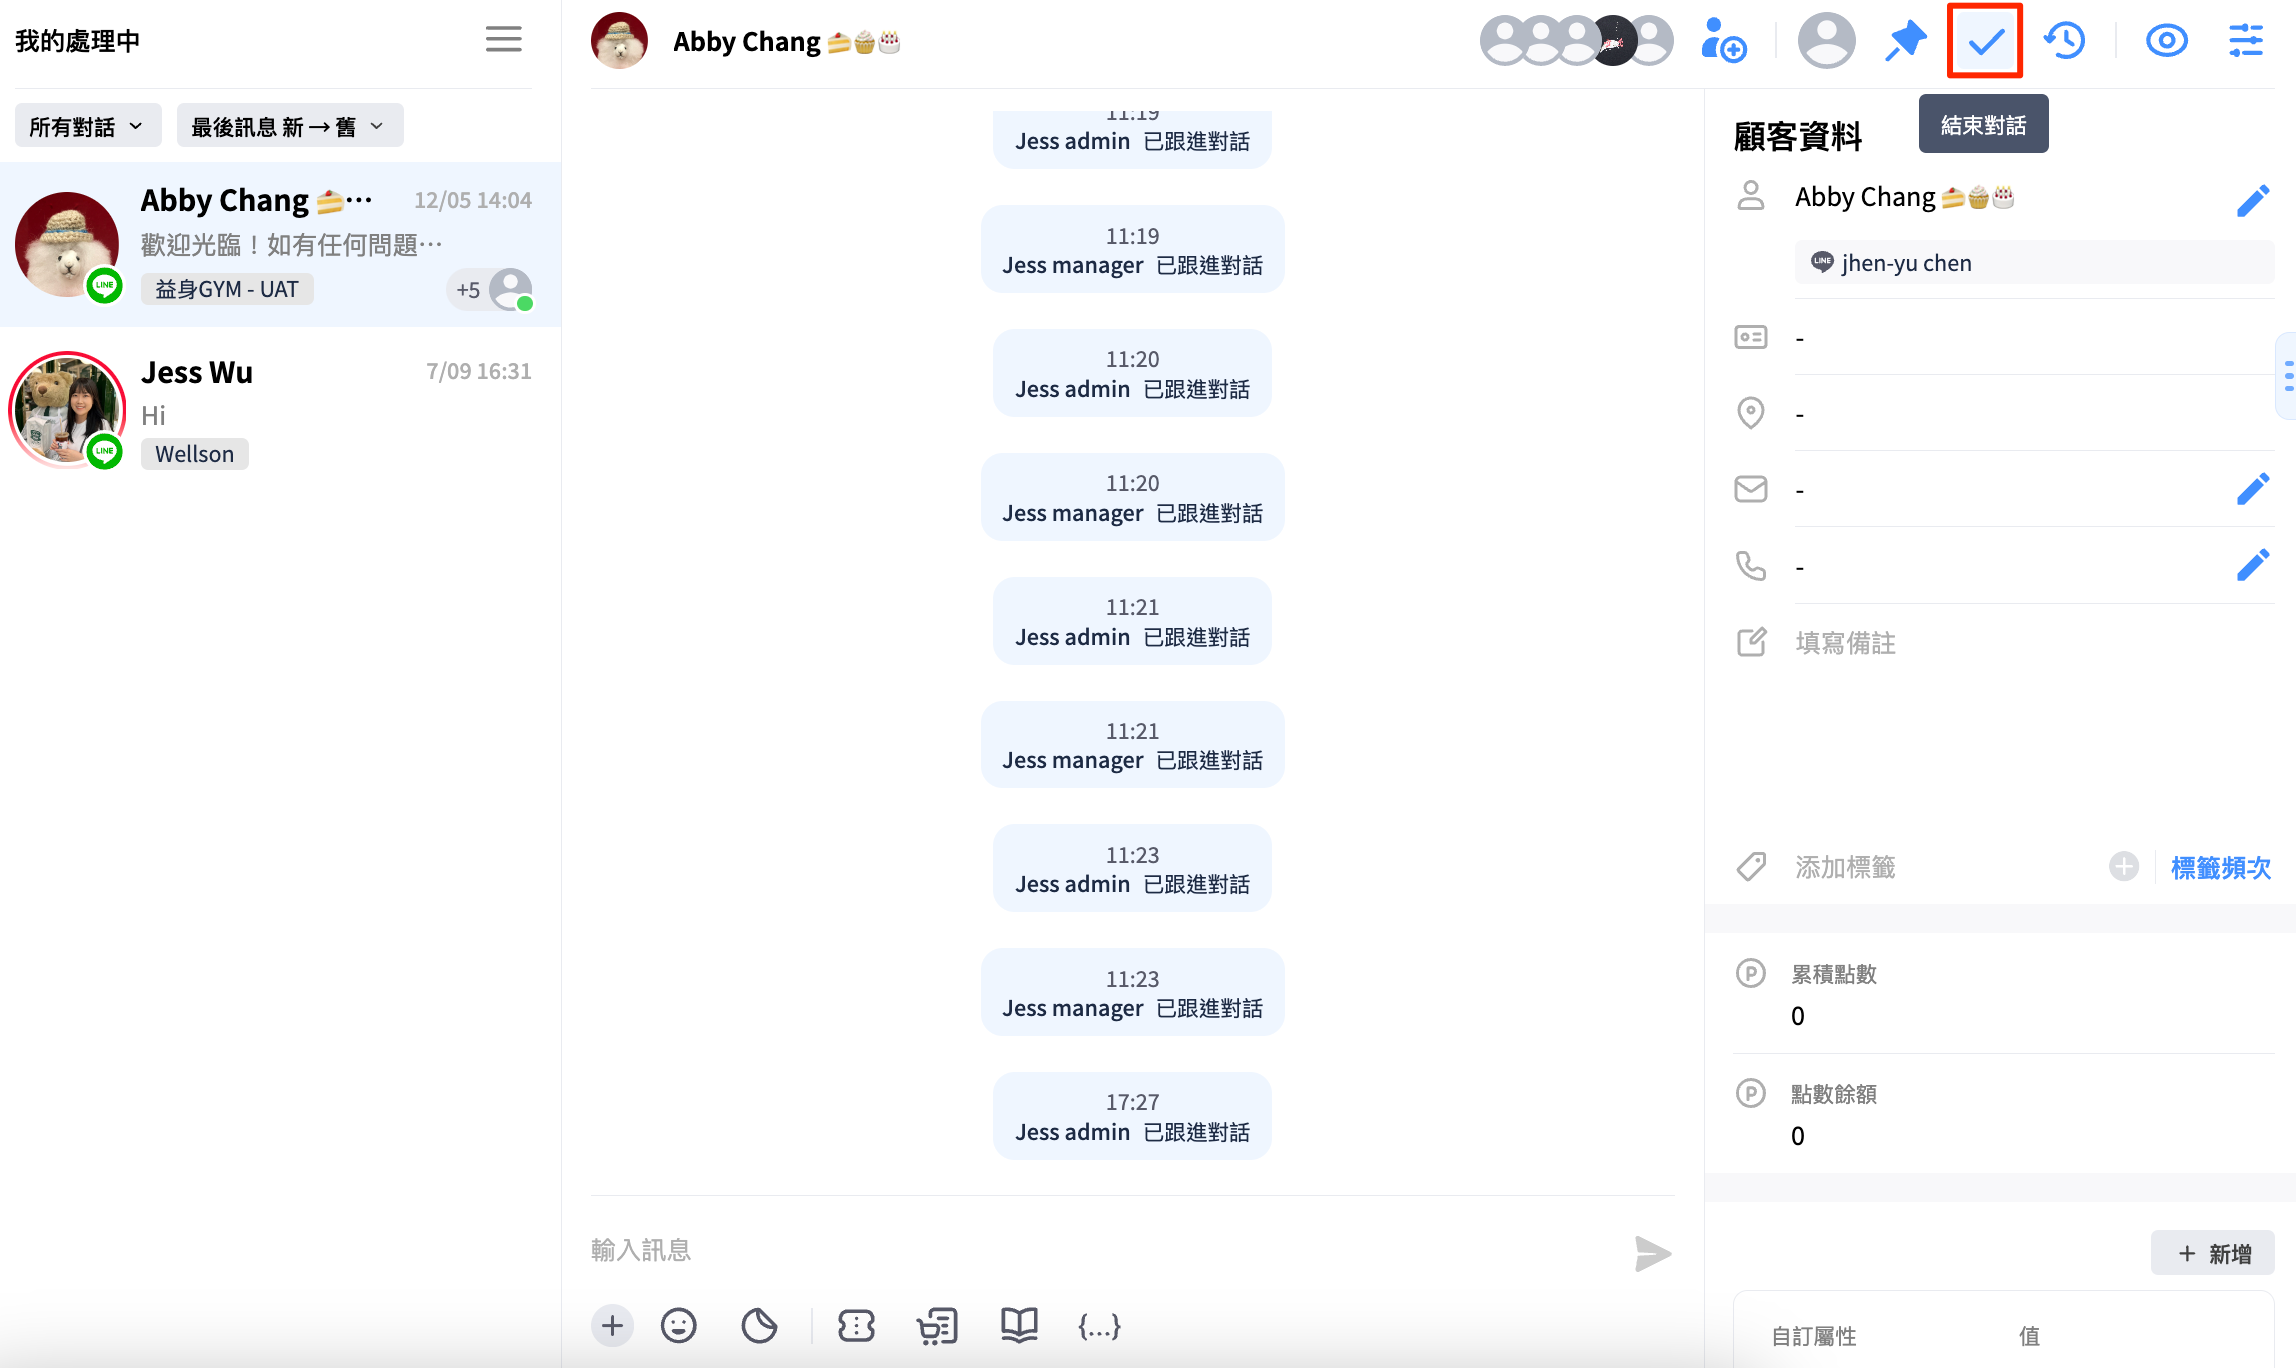 我的處理中
所有對話
最後訊息 新 → 舊
Abby Chang 🍰⋯
12/05 14:04
歡迎光臨！如有任何問題⋯
LINE
益身GYM - UAT
+5
Jess Wu
7/09 16:31
Hi
LINE
Wellson
Abby Chang 🍰🧁🎂
11:19
Jess admin 已跟進對話
11:19
Jess manager 已跟進對話
11:20
Jess admin 已跟進對話
11:20
Jess manager 已跟進對話
11:21
Jess admin 已跟進對話
11:21
Jess manager 已跟進對話
11:23
Jess admin 已跟進對話
11:23
Jess manager 已跟進對話
17:27
Jess admin 已跟進對話
輸入訊息
{...}
結束對話
顧客資料
Abby Chang 🍰🧁🎂
LINE jhen-yu chen
-
-
-
-
填寫備註
添加標籤
標籤頻次
P 累積點數
0
P 點數餘額
0
+ 新增
自訂屬性 值